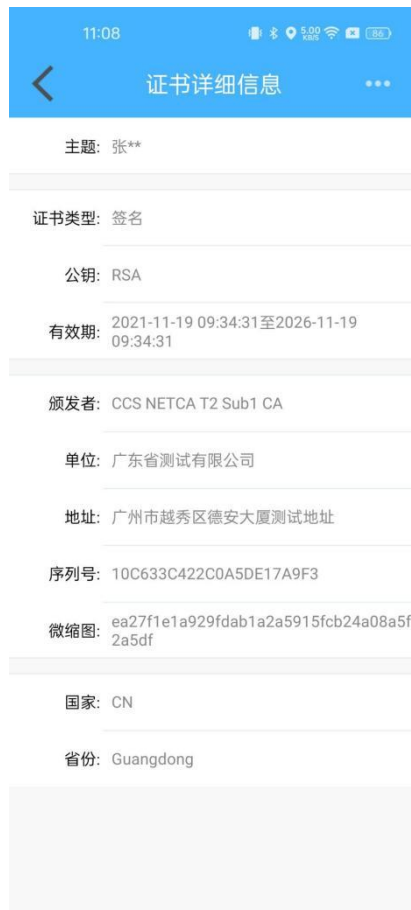 11:08 5.00 KB/S 86
证书详细信息
主题: 张**
证书类型: 签名
公钥: RSA
有效期: 2021-11-19 09:34:31至2026-11-19
09:34:31
颁发者: CCS NETCA T2 Sub1 CA
单位: 广东省测试有限公司
地址: 广州市越秀区德安大厦测试地址
序列号: 10C633C422C0A5DE17A9F3
微缩图: ea27f1e1a929fdab1a2a5915fcb24a08a5f
2a5df
国家: CN
省份: Guangdong